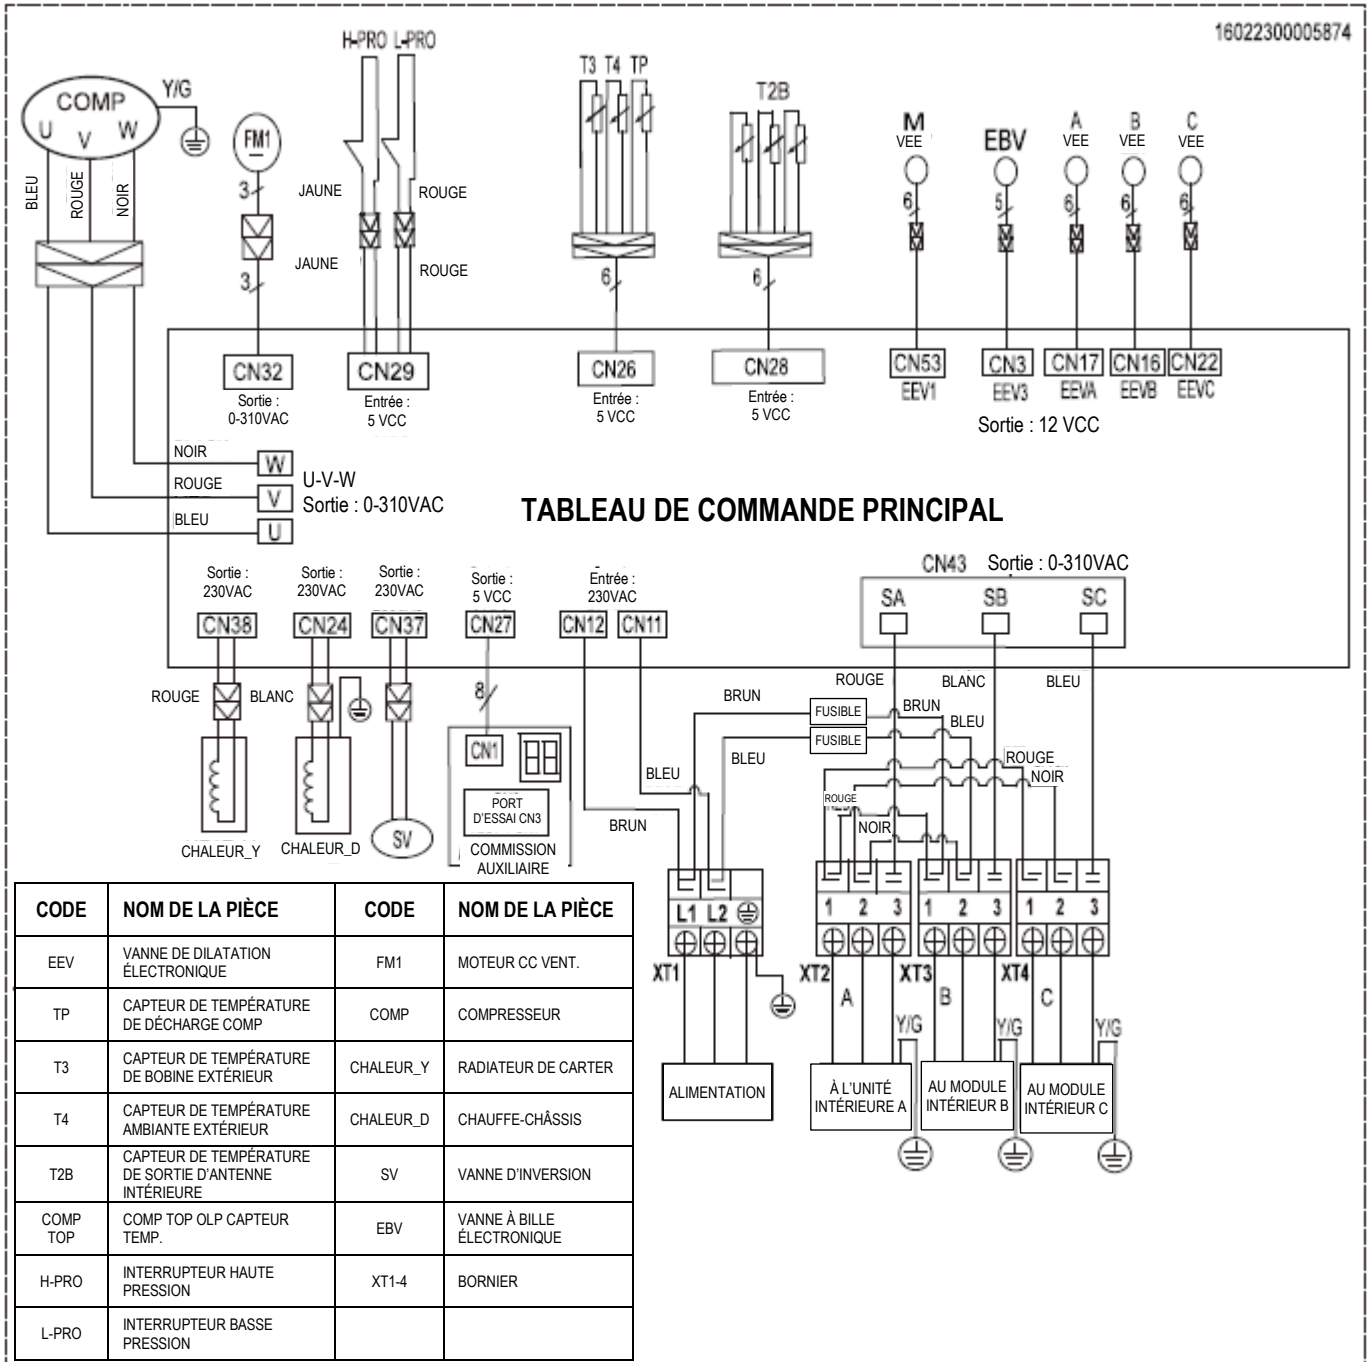 16022300005874
H-PRO L-PRO
T3 T4 TP
T2B
Y/G
COMP
U V W
FM1
M
VEE
EBV
A
VEE
B
VEE
C
VEE
BLEU
ROUGE
NOIR
3
JAUNE
ROUGE
3
JAUNE
ROUGE
6
6
6
5
6
6
6
CN32
Sortie :
0-310VAC
CN29
Entrée :
5 VCC
CN26
Entrée :
5 VCC
CN28
Entrée :
5 VCC
CN53
EEV1
CN3
EEV3
CN17
EEVA
CN16
EEVB
CN22
EEVC
Sortie : 12 VCC
NOIR
W
ROUGE
V
BLEU
U
U-V-W
Sortie : 0-310VAC
TABLEAU DE COMMANDE PRINCIPAL
Sortie :
230VAC
CN38
Sortie :
230VAC
CN24
Sortie :
230VAC
CN37
Sortie :
5 VCC
CN27
Entrée :
230VAC
CN12
CN11
CN43 Sortie : 0-310VAC
SA
SB
SC
ROUGE
BLANC
8
BRUN
BLEU
ROUGE
BLANC
BLEU
FUSIBLE
BRUN
FUSIBLE
BLEU
BLEU
BRUN
ROUGE
NOIR
ROUGE
NOIR
CHALEUR_Y
CHALEUR_D
SV
CN1
PORT
D'ESSAI CN3
COMMISSION
AUXILIAIRE
L1 L2
XT1
1 2 3
XT2
1 2 3
XT3
1 2 3
XT4
A
B
C
Y/G
Y/G
Y/G
ALIMENTATION
À L'UNITÉ
INTÉRIEURE A
AU MODULE
INTÉRIEUR B
AU MODULE
INTÉRIEUR C
CODE NOM DE LA PIÈCE CODE NOM DE LA PIÈCE
EEV VANNE DE DILATATION ÉLECTRONIQUE FM1 MOTEUR CC VENT.
TP CAPTEUR DE TEMPÉRATURE DE DÉCHARGE COMP COMP COMPRESSEUR
T3 CAPTEUR DE TEMPÉRATURE DE BOBINE EXTÉRIEUR CHALEUR_Y RADIATEUR DE CARTER
T4 CAPTEUR DE TEMPÉRATURE AMBIANTE EXTÉRIEUR CHALEUR_D CHAUFFE-CHÂSSIS
T2B CAPTEUR DE TEMPÉRATURE DE SORTIE D'ANTENNE INTÉRIEURE SV VANNE D'INVERSION
COMP TOP COMP TOP OLP CAPTEUR TEMP. EBV VANNE À BILLE ÉLECTRONIQUE
H-PRO INTERRUPTEUR HAUTE PRESSION XT1-4 BORNIER
L-PRO INTERRUPTEUR BASSE PRESSION